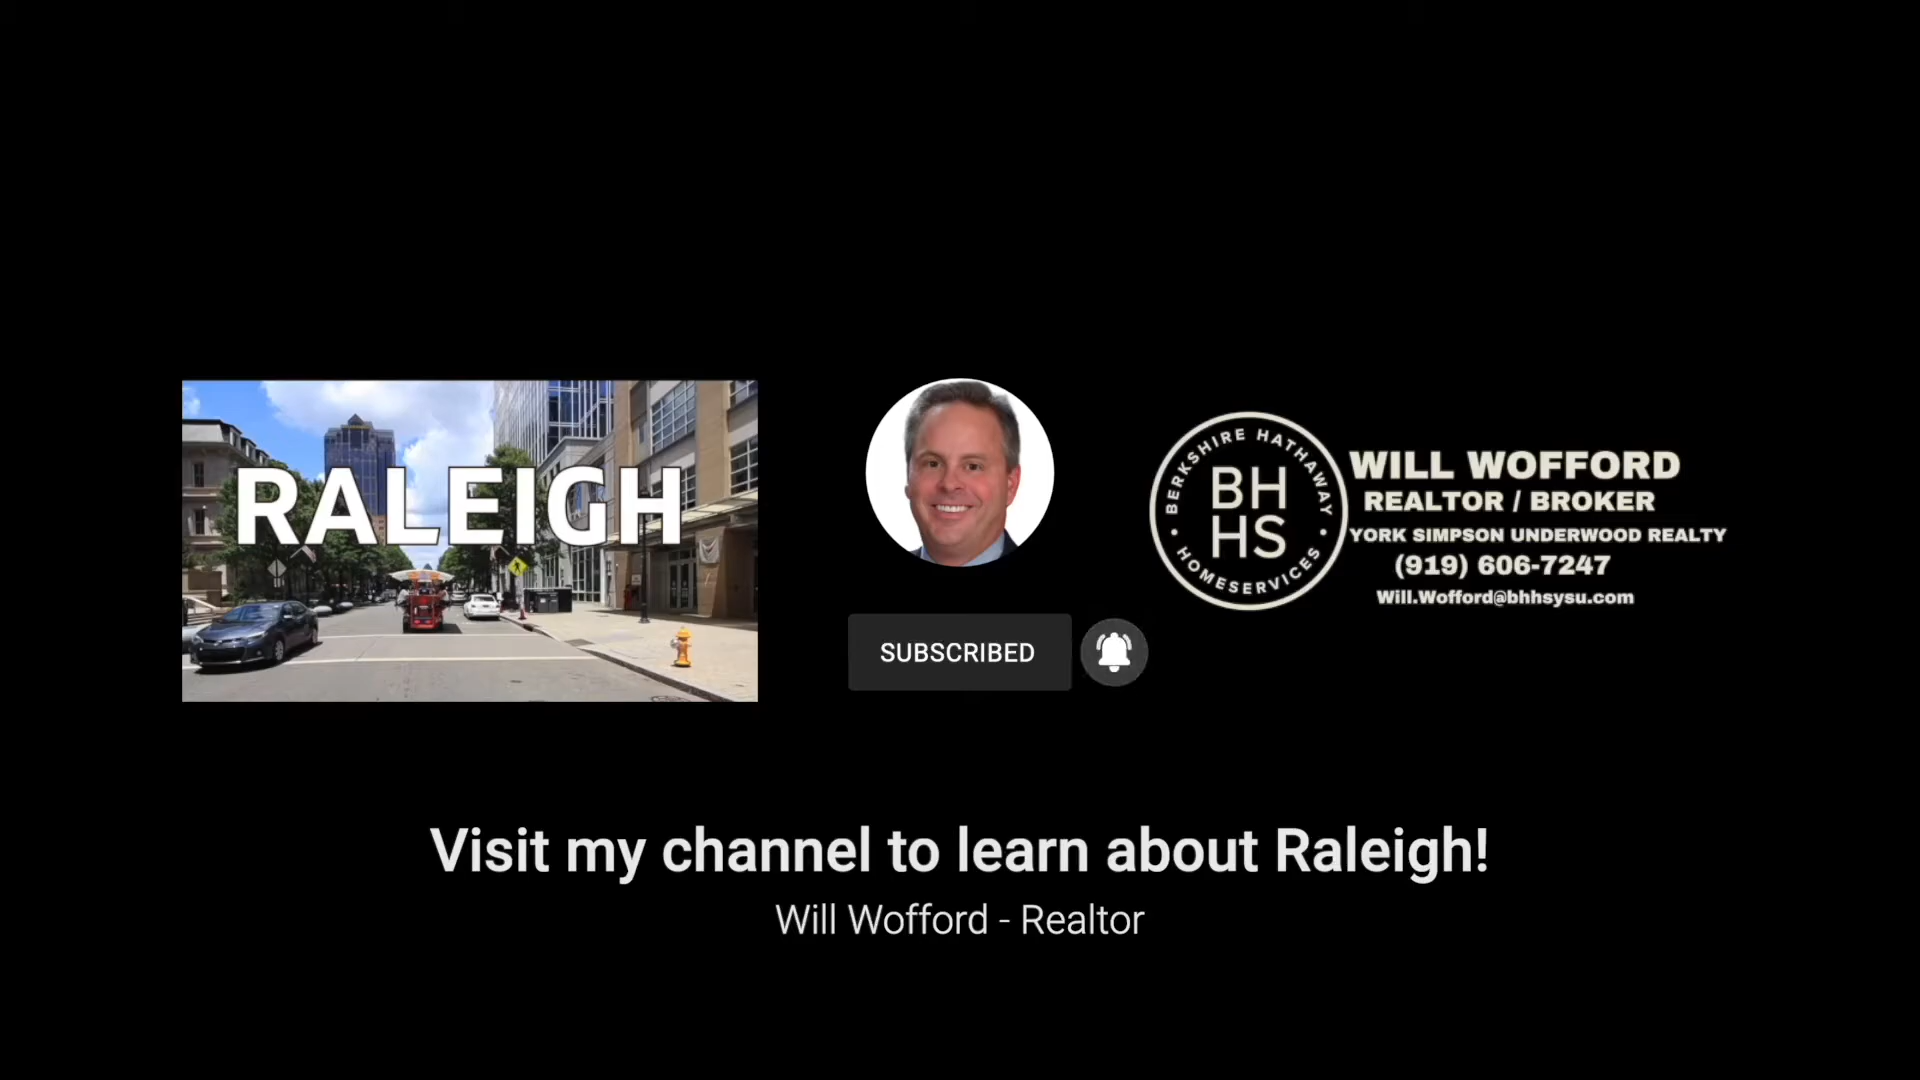 RALEIGH
SUBSCRIBED
BERKSHIRE HATHAWAY
BH
HS
HOMESERVICES
WILL WOFFORD
REALTOR / BROKER
YORK SIMPSON UNDERWOOD REALTY
(919) 606-7247
Will.Wofford@bhhsysu.com
Visit my channel to learn about Raleigh!
Will Wofford - Realtor